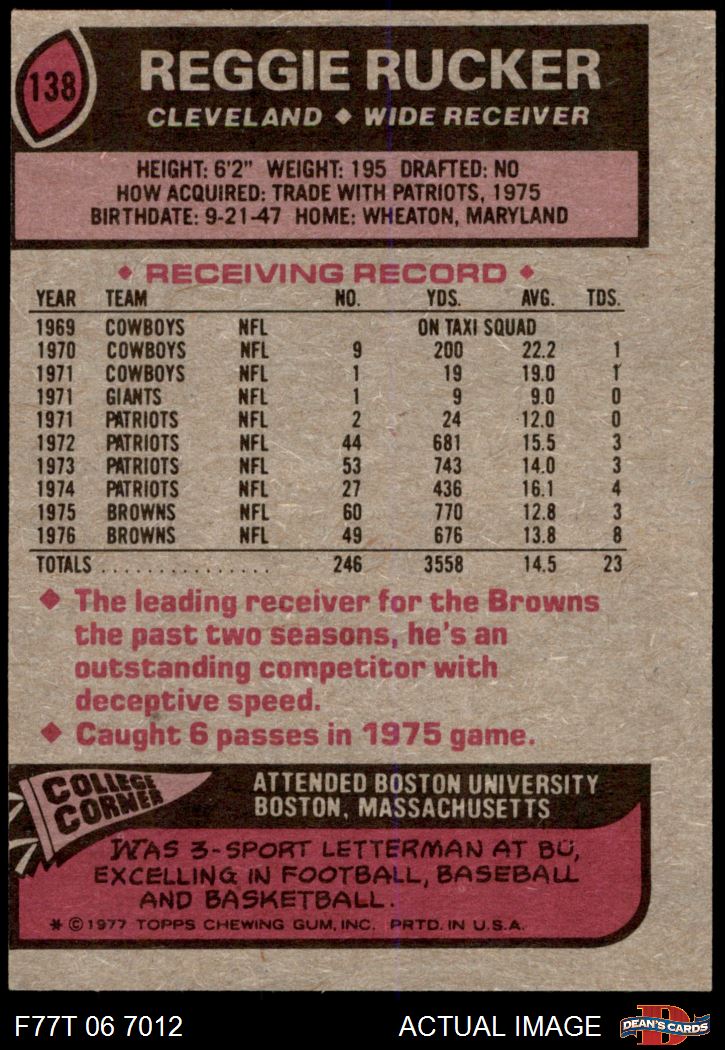 138
REGGIE RUCKER
CLEVELAND ◆ WIDE RECEIVER
HEIGHT: 6'2" WEIGHT: 195 DRAFTED: NO
HOW ACQUIRED: TRADE WITH PATRIOTS, 1975
BIRTHDATE: 9-21-47 HOME: WHEATON, MARYLAND
◆ RECEIVING RECORD ◆
YEAR TEAM NO. YDS. AVG. TDS.
1969 COWBOYS NFL ON TAXI SQUAD
1970 COWBOYS NFL 9 200 22.2 1
1971 COWBOYS NFL 1 19 19.0 1
1971 GIANTS NFL 1 9 9.0 0
1971 PATRIOTS NFL 2 24 12.0 0
1972 PATRIOTS NFL 44 681 15.5 3
1973 PATRIOTS NFL 53 743 14.0 3
1974 PATRIOTS NFL 27 436 16.1 4
1975 BROWNS NFL 60 770 12.8 3
1976 BROWNS NFL 49 676 13.8 8
TOTALS ............... 246 3558 14.5 23
◆ The leading receiver for the Browns
the past two seasons, he's an
outstanding competitor with
deceptive speed.
◆ Caught 6 passes in 1975 game.
COLLEGE
CORNER
ATTENDED BOSTON UNIVERSITY
BOSTON, MASSACHUSETTS
WAS 3-SPORT LETTERMAN AT BU,
EXCELLING IN FOOTBALL, BASEBALL
AND BASKETBALL.
* © 1977 TOPPS CHEWING GUM, INC. PRTD. IN U.S.A.
F77T 06 7012 ACTUAL IMAGE
D
DEAN'S CARDS